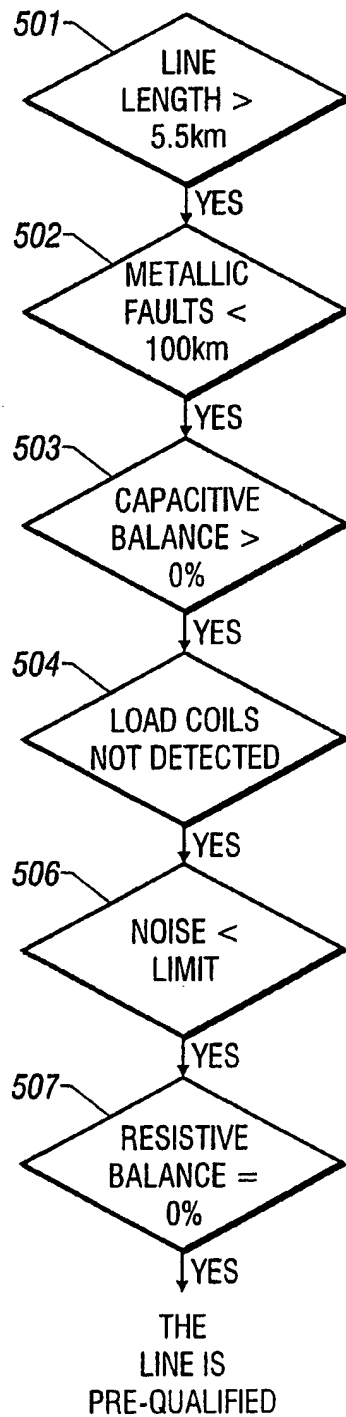 501
LINE
LENGTH >
5.5km
YES
502
METALLIC
FAULTS <
100km
YES
503
CAPACITIVE
BALANCE >
0%
YES
504
LOAD COILS
NOT DETECTED
YES
506
NOISE <
LIMIT
YES
507
RESISTIVE
BALANCE =
0%
YES
THE
LINE IS
PRE-QUALIFIED